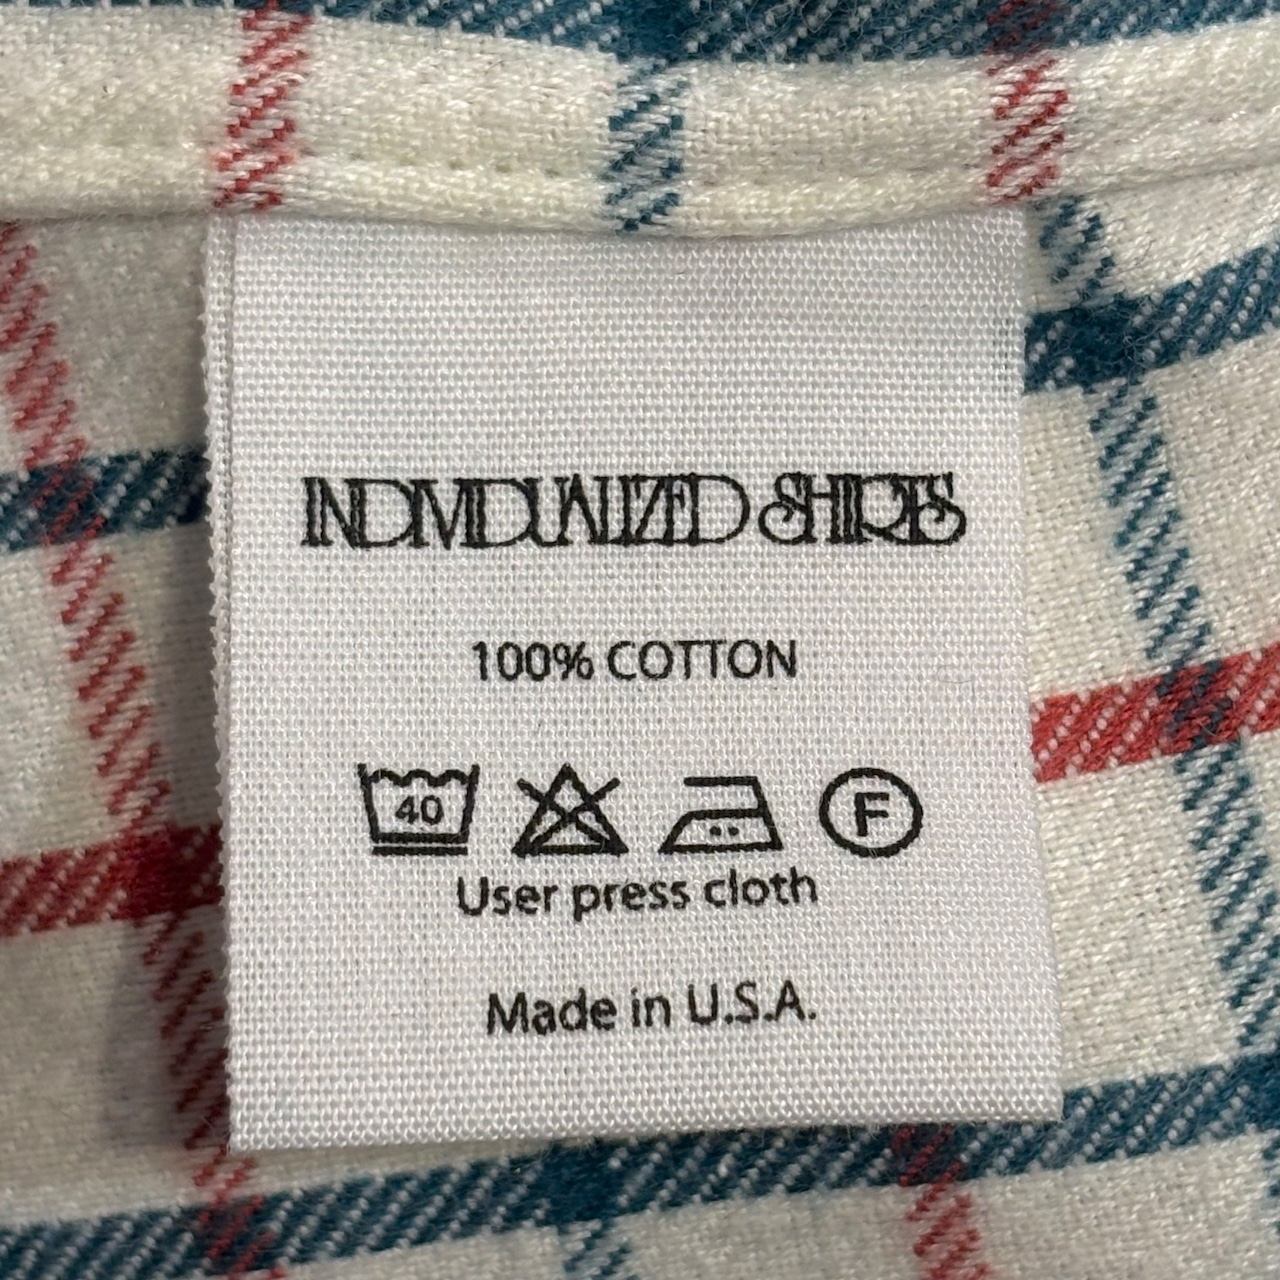 INDIVIDUALIZED SHIRTS
100% COTTON
40 F
User press cloth
Made in U.S.A.